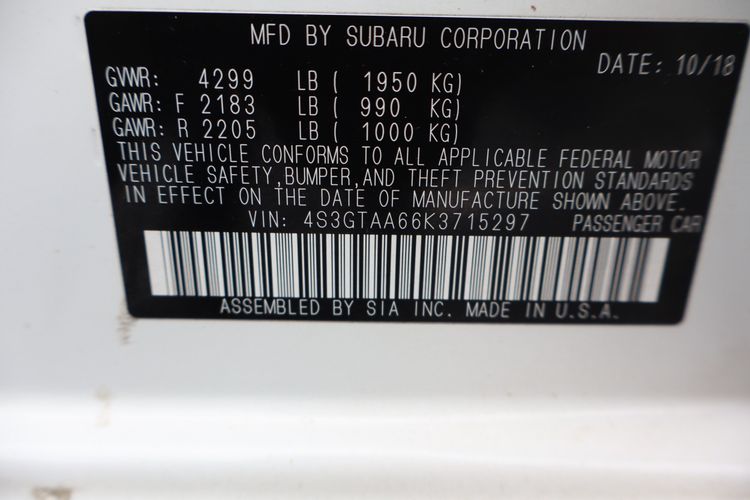 MFD BY SUBARU CORPORATION
DATE: 10/18
GVWR: 4299 LB ( 1950 KG)
GAWR: F 2183 LB ( 990 KG)
GAWR: R 2205 LB ( 1000 KG)
THIS VEHICLE CONFORMS TO ALL APPLICABLE FEDERAL MOTOR
VEHICLE SAFETY,BUMPER,AND THEFT PREVENTION STANDARDS
IN EFFECT ON THE DATE OF MANUFACTURE SHOWN ABOVE.
VIN: 4S3GTAA66K3715297 PASSENGER CAR
ASSEMBLED BY SIA INC. MADE IN U.S.A.